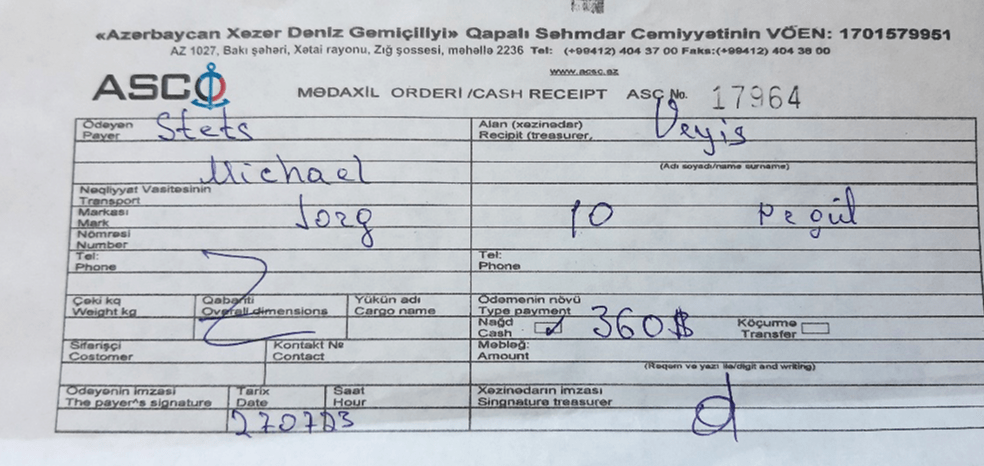 «Azərbaycan Xəzər Dəniz Gəmiçiliyi» Qapalı Səhmdar Cəmiyyətinin VÖEN: 1701579951
AZ 1027, Bakı şəhəri, Xətai rayonu, Zığ şossesi, məhəllə 2236 Tel: (+99412) 404 37 00 Faks:(+99412) 404 38 00
www.acsc.az
ASCO MƏDAXİL ORDERİ /CASH RECEIPT ASC No. 17964
Ödəyən Stets Alan (xəzinədar) Veyis
Payer Recipit (treasurer,
Michael (Adı soyadı/name surname)
Nəqliyyat Vasitəsinin
Transport
Markası Jorg 10
Mark
Nömrəsi
Number
Tel: Tel:
Phone Phone
Çəki kq Qabariti Yükün adı Ödəmənin növü
Weight kg Overall dimensions Cargo name Type payment
Nağd 360$ Köçürmə
Cash Transfer
Sifarişçi Kontakt № Məbləğ:
Costomer Contact Amount
(Rəqəm və yazı ilə/digit and writing)
Ödəyənin imzası Tarix Saat Xəzinədarın imzası
The payer's signature Date Hour Singnature treasurer
270723